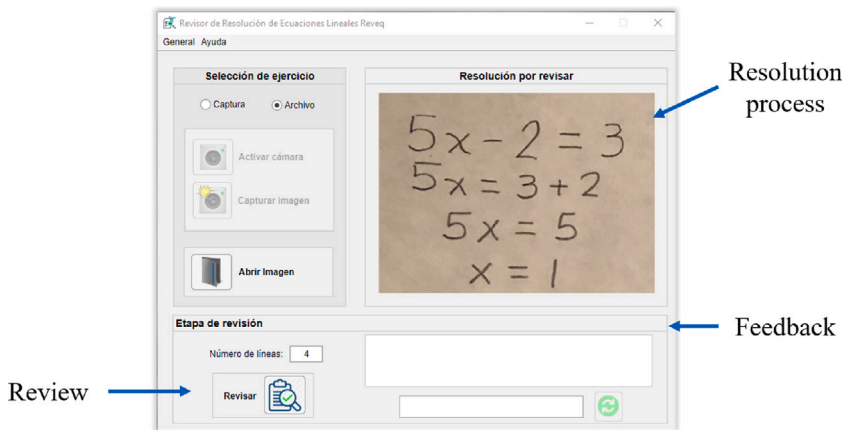 Revisor de Resolución de Ecuaciones Lineales Reveq
General Ayuda
Selección de ejercicio
Captura
Archivo
Activar cámara
Capturar imagen
Abrir Imagen
Resolución por revisar
5x - 2 = 3
5x = 3 + 2
5x = 5
x = 1
Resolution
process
Etapa de revisión
Número de líneas: 4
Revisar
Feedback
Review